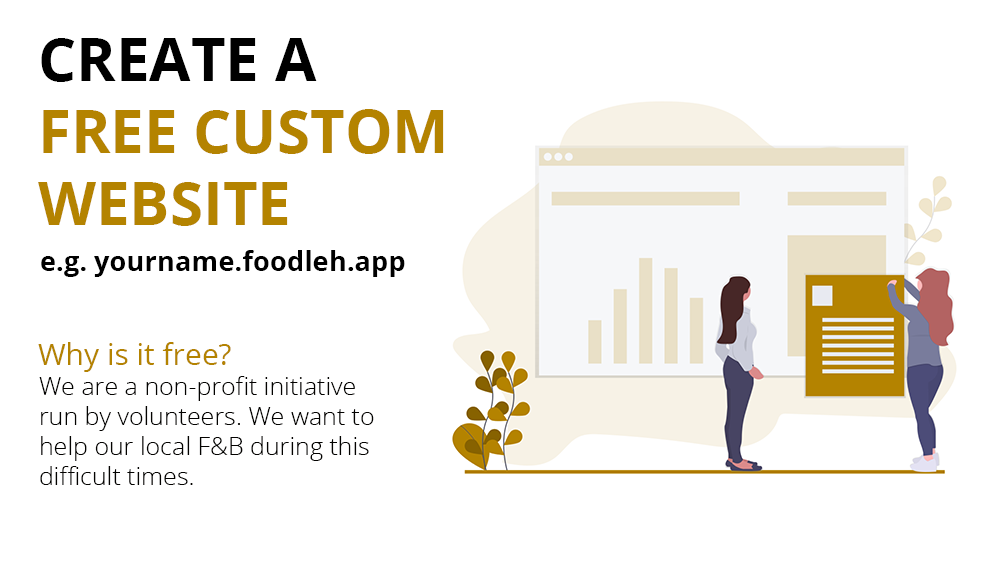 CREATE A
FREE CUSTOM
WEBSITE
e.g. yourname.foodleh.app
Why is it free?
We are a non-profit initiative
run by volunteers. We want to
help our local F&B during this
difficult times.